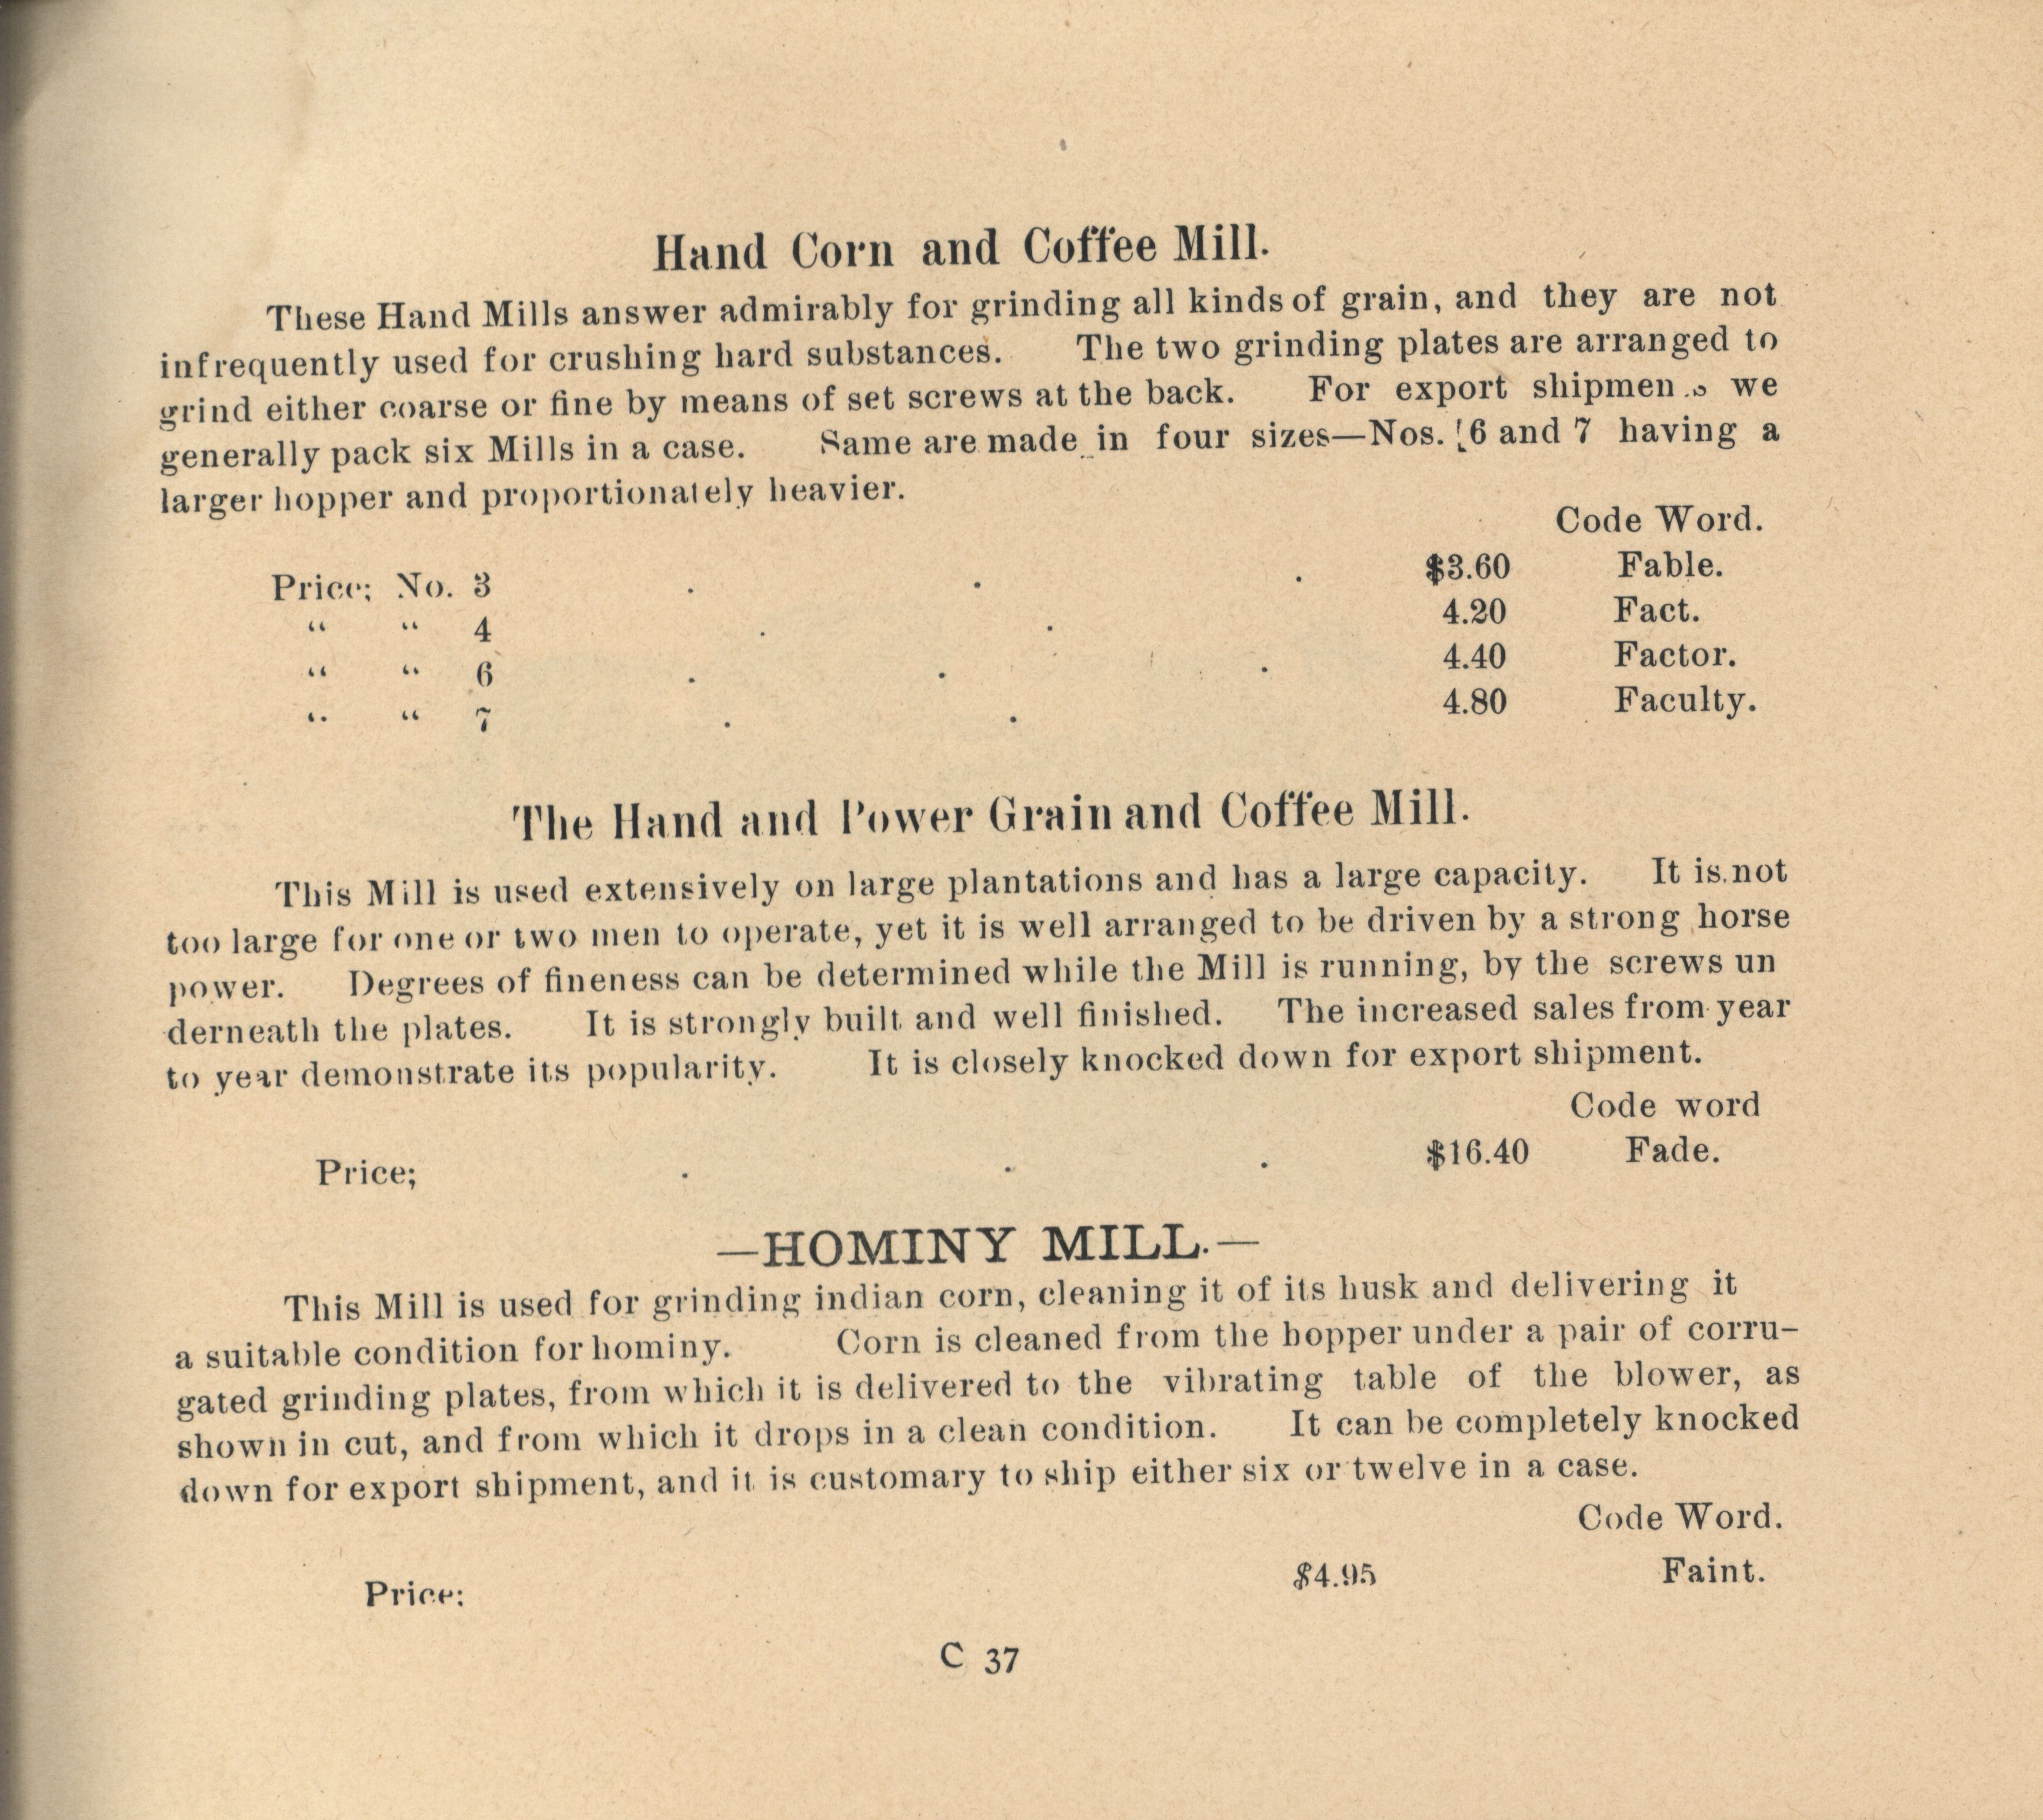 Hand Corn and Coffee Mill.
These Hand Mills answer admirably for grinding all kinds of grain, and they are not
infrequently used for crushing hard substances. The two grinding plates are arranged to
grind either coarse or fine by means of set screws at the back. For export shipmen s we
generally pack six Mills in a case. Same are made in four sizes—Nos. 6 and 7 having a
larger hopper and proportionately heavier.
Code Word.
Price; No. 3 . . . $3.60 Fable.
“ “ 4 . . 4.20 Fact.
“ “ 6 . . . 4.40 Factor.
“ “ 7 . . 4.80 Faculty.
The Hand and Power Grain and Coffee Mill.
This Mill is used extensively on large plantations and has a large capacity. It is not
too large for one or two men to operate, yet it is well arranged to be driven by a strong horse
power. Degrees of fineness can be determined while the Mill is running, by the screws un
derneath the plates. It is strongly built and well finished. The increased sales from year
to year demonstrate its popularity. It is closely knocked down for export shipment.
Code word
Price; . . . $16.40 Fade.
—HOMINY MILL.—
This Mill is used for grinding indian corn, cleaning it of its husk and delivering it
a suitable condition for hominy. Corn is cleaned from the hopper under a pair of corru-
gated grinding plates, from which it is delivered to the vibrating table of the blower, as
shown in cut, and from which it drops in a clean condition. It can be completely knocked
down for export shipment, and it is customary to ship either six or twelve in a case.
Code Word.
Price: $4.95 Faint.
C 37